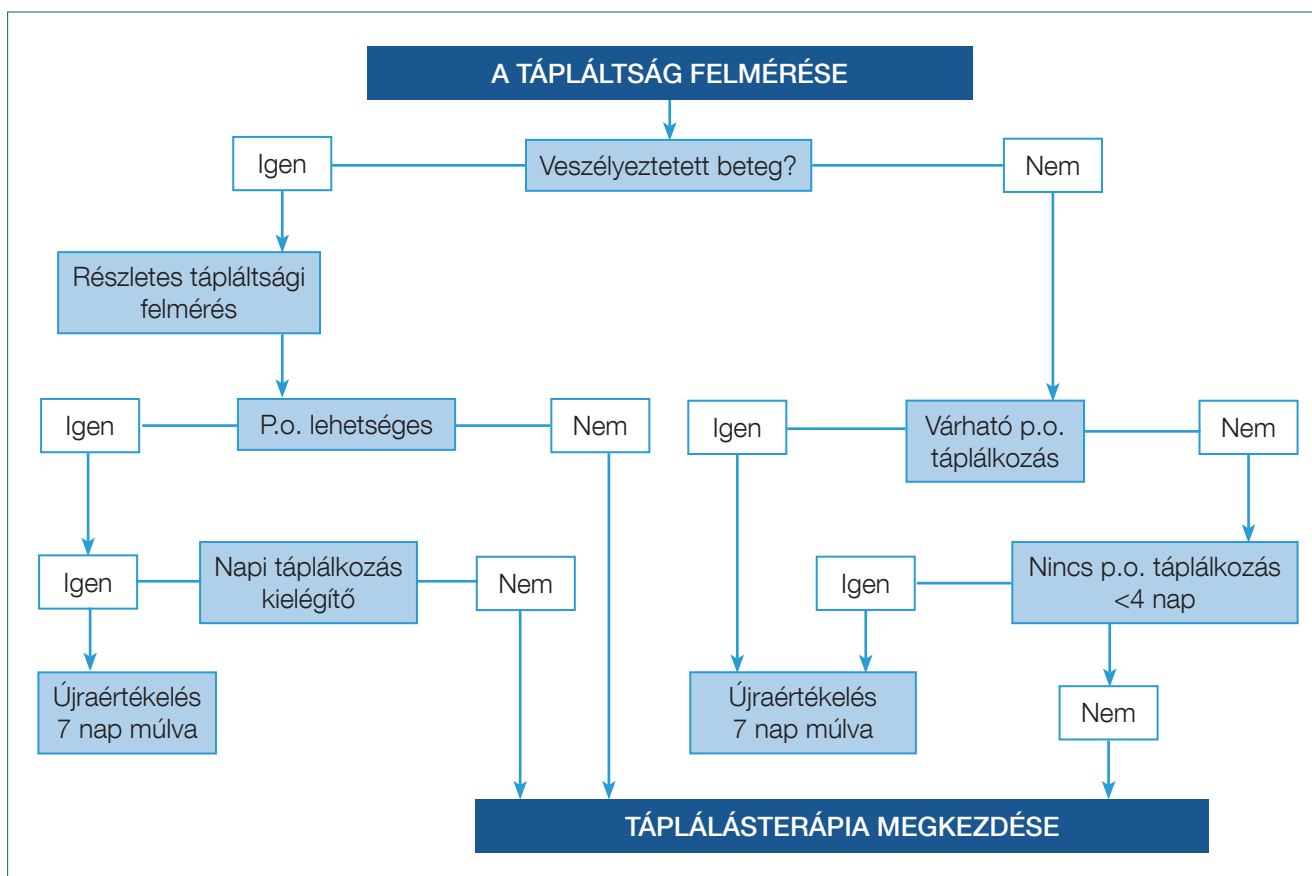 A TÁPLÁLTSÁG FELMÉRÉSE
Igen
Veszélyeztetett beteg?
Nem
Részletes tápláltsági
felmérés
Igen
P.o. lehetséges
Nem
Igen
Várható p.o.
táplálkozás
Nem
Igen
Napi táplálkozás
kielégítő
Nem
Igen
Nincs p.o. táplálkozás
<4 nap
Újraértékelés
7 nap múlva
Újraértékelés
7 nap múlva
Nem
TÁPLÁLÁSTERÁPIA MEGKEZDÉSE